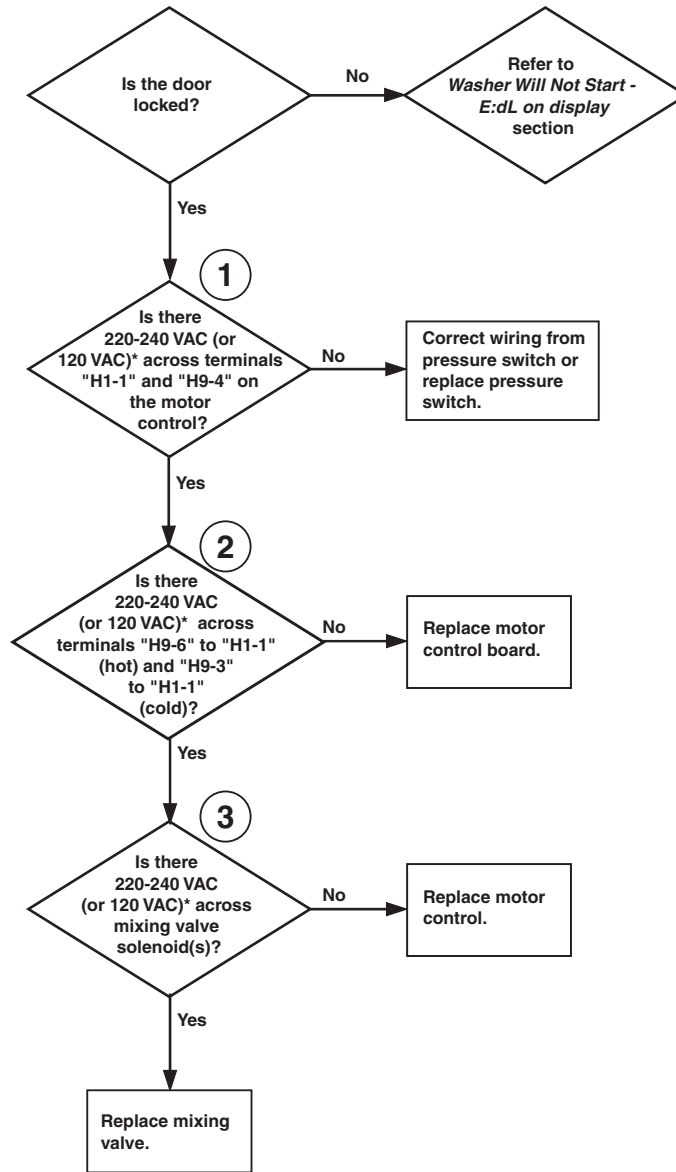 Is the door
locked?
No
Refer to
Washer Will Not Start -
E:dL on display
section
Yes
1
Is there
220-240 VAC (or
120 VAC)* across terminals
"H1-1" and "H9-4" on
the motor
control?
No
Correct wiring from
pressure switch or
replace pressure
switch.
Yes
2
Is there
220-240 VAC
(or 120 VAC)* across
terminals "H9-6" to "H1-1"
(hot) and "H9-3"
to "H1-1"
(cold)?
No
Replace motor
control board.
Yes
3
Is there
220-240 VAC
(or 120 VAC)* across
mixing valve
solenoid(s)?
No
Replace motor
control.
Yes
Replace mixing
valve.